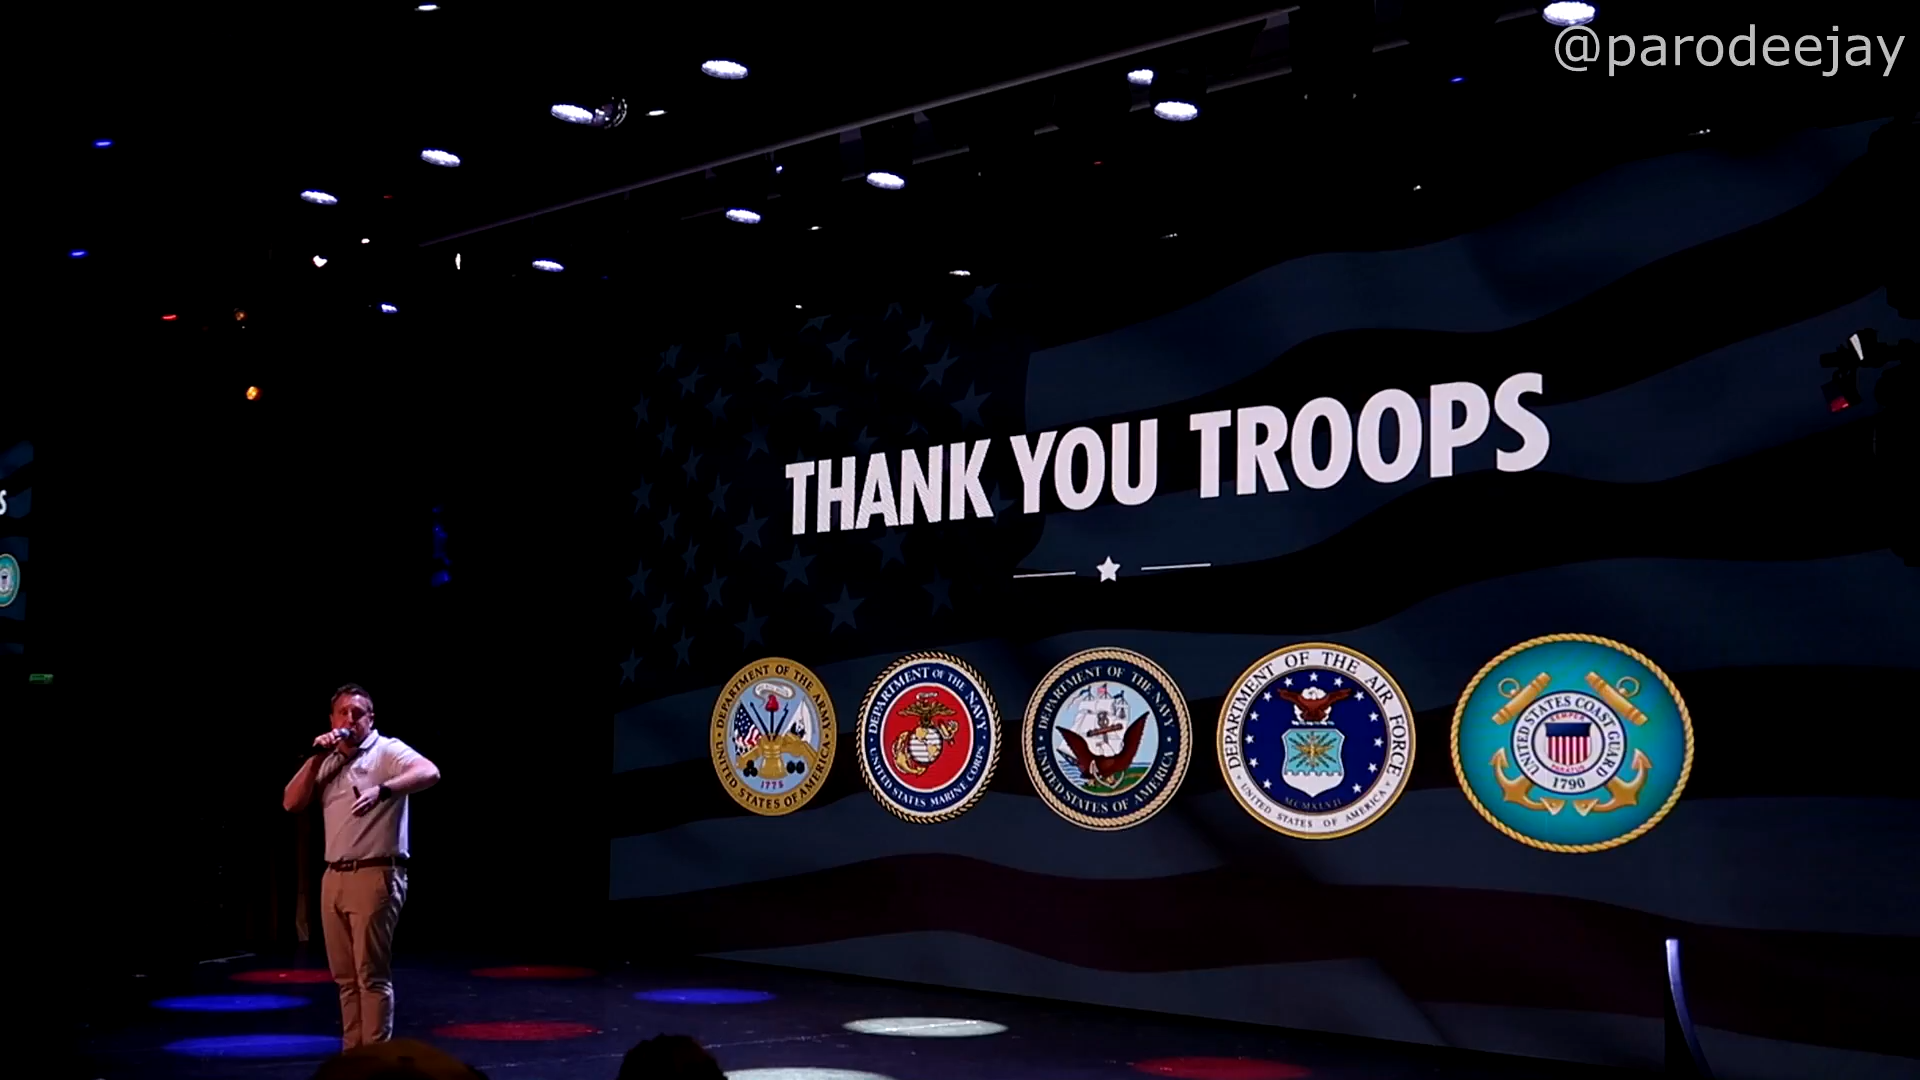 @parodeejay
THANK YOU TROOPS
S
DEPARTMENT OF THE ARMY
1775
UNITED STATES OF AMERICA
DEPARTMENT OF THE NAVY
UNITED STATES MARINE CORPS
DEPARTMENT OF THE NAVY
UNITED STATES OF AMERICA
DEPARTMENT OF THE AIR FORCE
MCMXLVII
UNITED STATES OF AMERICA
UNITED STATES COAST GUARD
SEMPER
PARATUS
1790